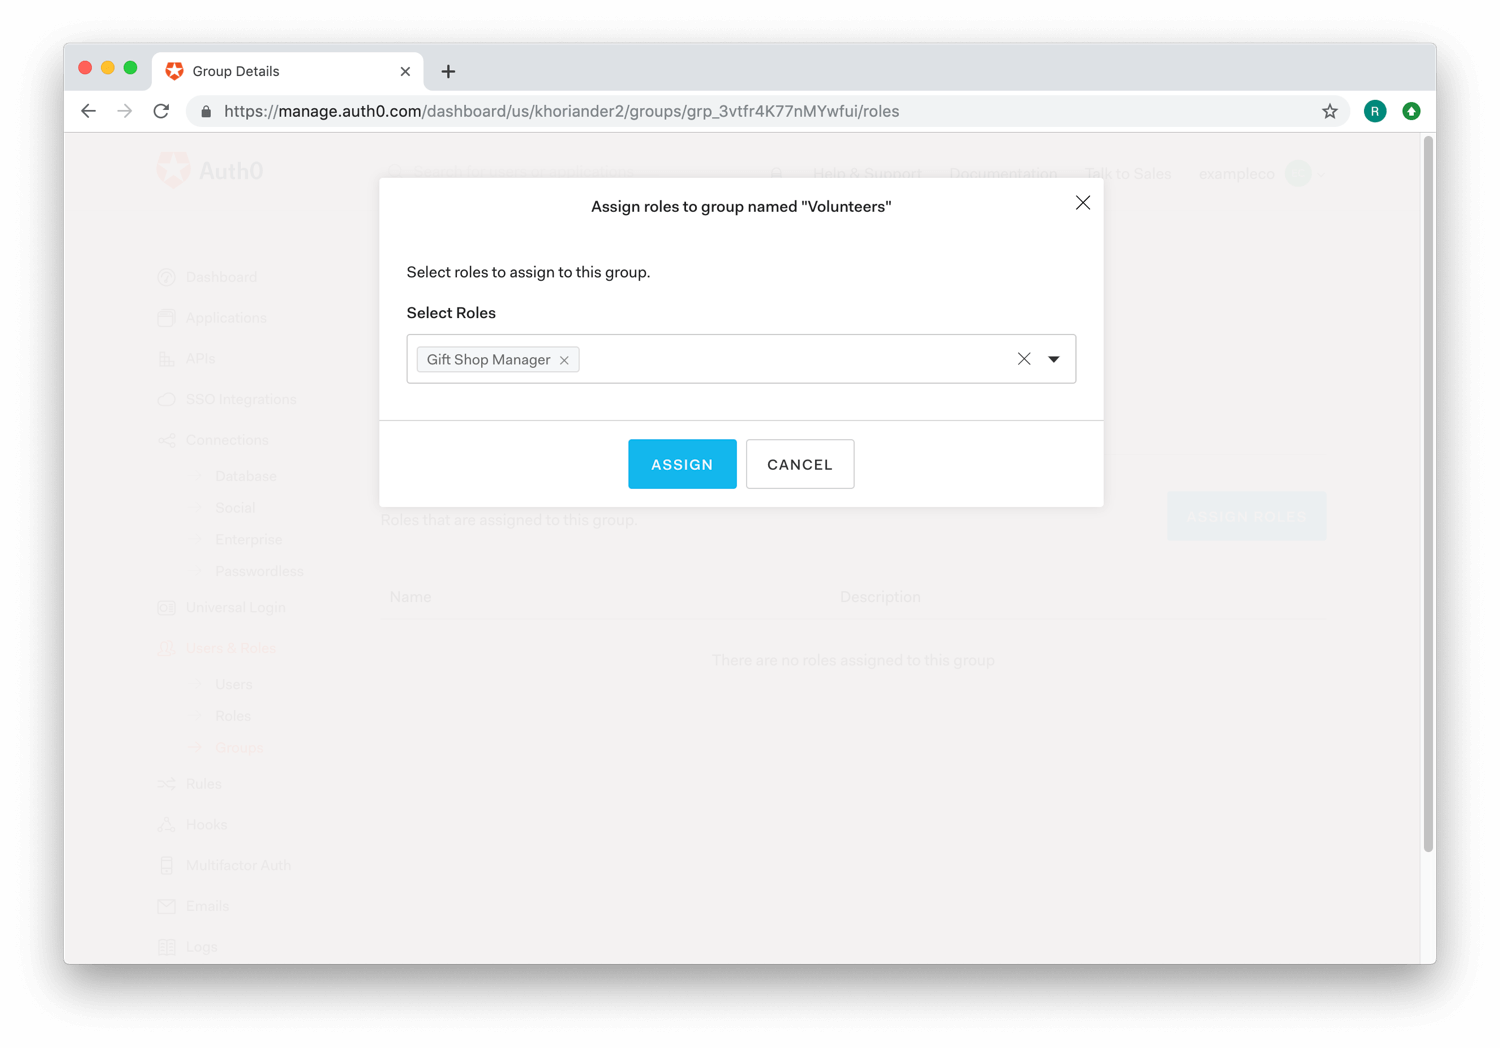 Group Details
https://manage.auth0.com/dashboard/us/khoriander2/groups/grp_3vtfr4K77nMYwfui/roles
R
Auth0
Help & Support
Documentation
Talk to Sales
exampleco
Assign roles to group named "Volunteers"
Select roles to assign to this group.
Select Roles
Gift Shop Manager
ASSIGN
CANCEL
Dashboard
Applications
APIs
SSO Integrations
Connections
Database
Social
Enterprise
Passwordless
Universal Login
Users & Roles
Users
Roles
Groups
Rules
Hooks
Multifactor Auth
Emails
Logs
Roles that are assigned to this group.
ASSIGN ROLES
Name
Description
There are no roles assigned to this group